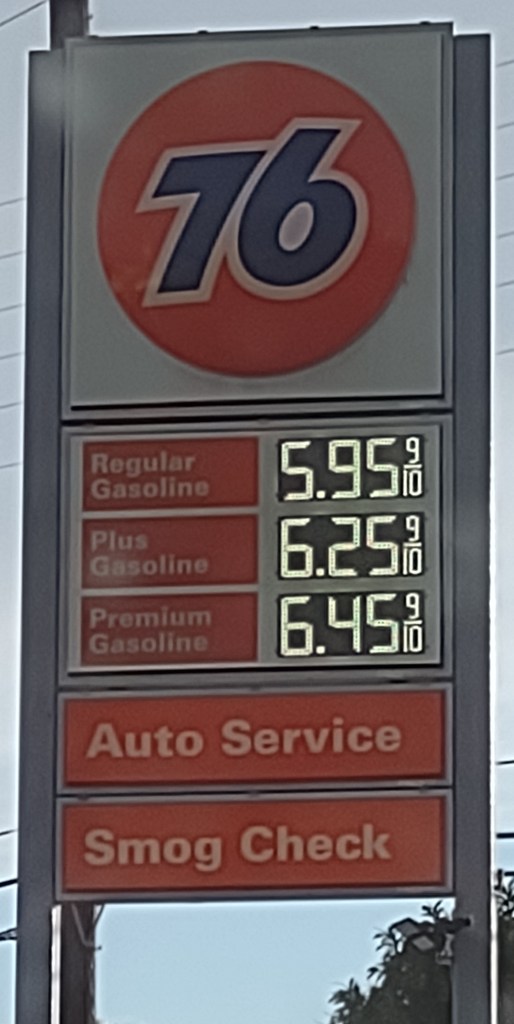 76
Regular
Gasoline
5.95 9/10
Plus
Gasoline
6.25 9/10
Premium
Gasoline
6.45 9/10
Auto Service
Smog Check